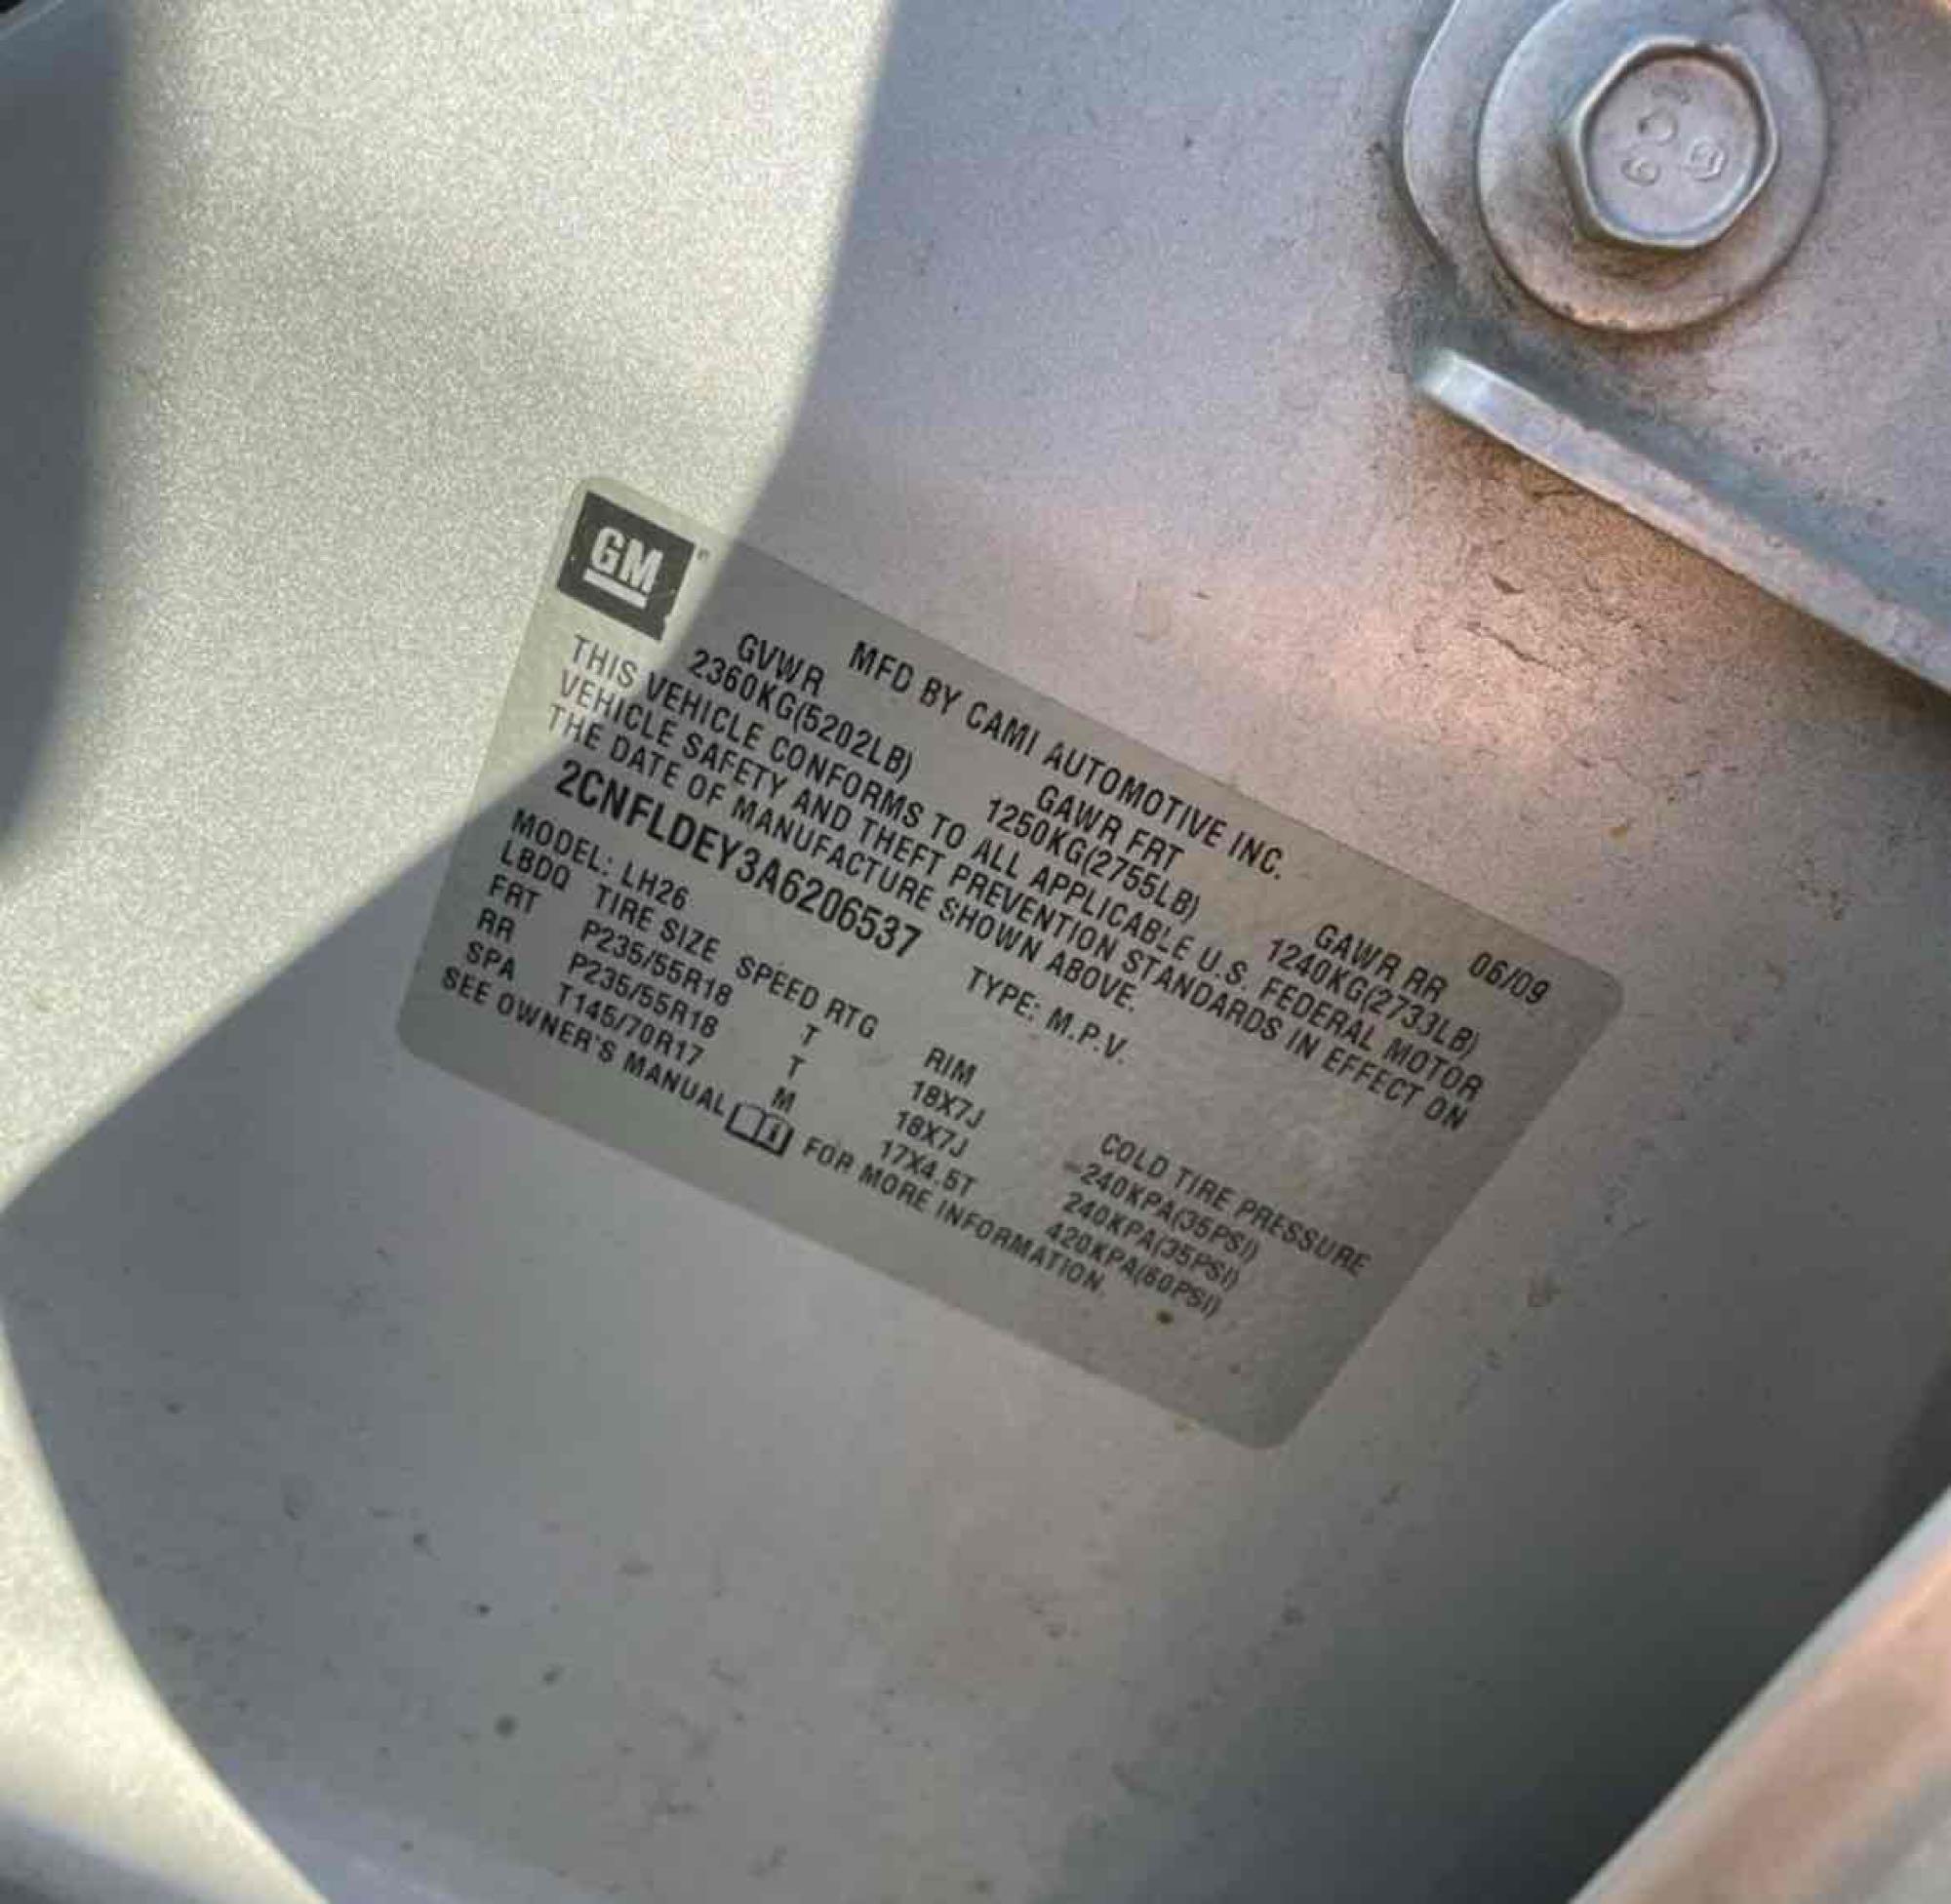 GM
MFD BY CAMI AUTOMOTIVE INC. 06/09
GVWR GAWR FRT GAWR RR
2360KG(5202LB) 1250KG(2755LB) 1240KG(2733LB)
THIS VEHICLE CONFORMS TO ALL APPLICABLE U.S. FEDERAL MOTOR
VEHICLE SAFETY AND THEFT PREVENTION STANDARDS IN EFFECT ON
THE DATE OF MANUFACTURE SHOWN ABOVE.
2CNFLDEY3A6206537 TYPE: M.P.V.
MODEL: LH26
LBDQ TIRE SIZE SPEED RTG RIM COLD TIRE PRESSURE
FRT P235/55R18 T 18X7J 240KPA(35PSI)
RR P235/55R18 T 18X7J 240KPA(35PSI)
SPA T145/70R17 M 17X4.5T 420KPA(60PSI)
SEE OWNER'S MANUAL FOR MORE INFORMATION.